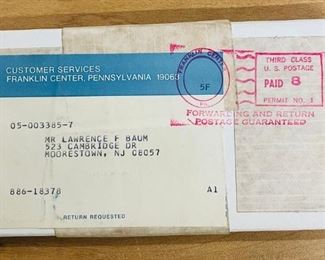 CUSTOMER SERVICES
FRANKLIN CENTER, PENNSYLVANIA 19063
FRANKLIN CENTER
5F
PA.
THIRD CLASS
U.S. POSTAGE
PAID 8
PERMIT NO. 1
FORWARDING AND RETURN
POSTAGE GUARANTEED
05-003385-7
MR LAWRENCE F BAUM
523 CAMBRIDGE DR
MOORESTOWN, NJ 08057
886-18378
A1
RETURN REQUESTED